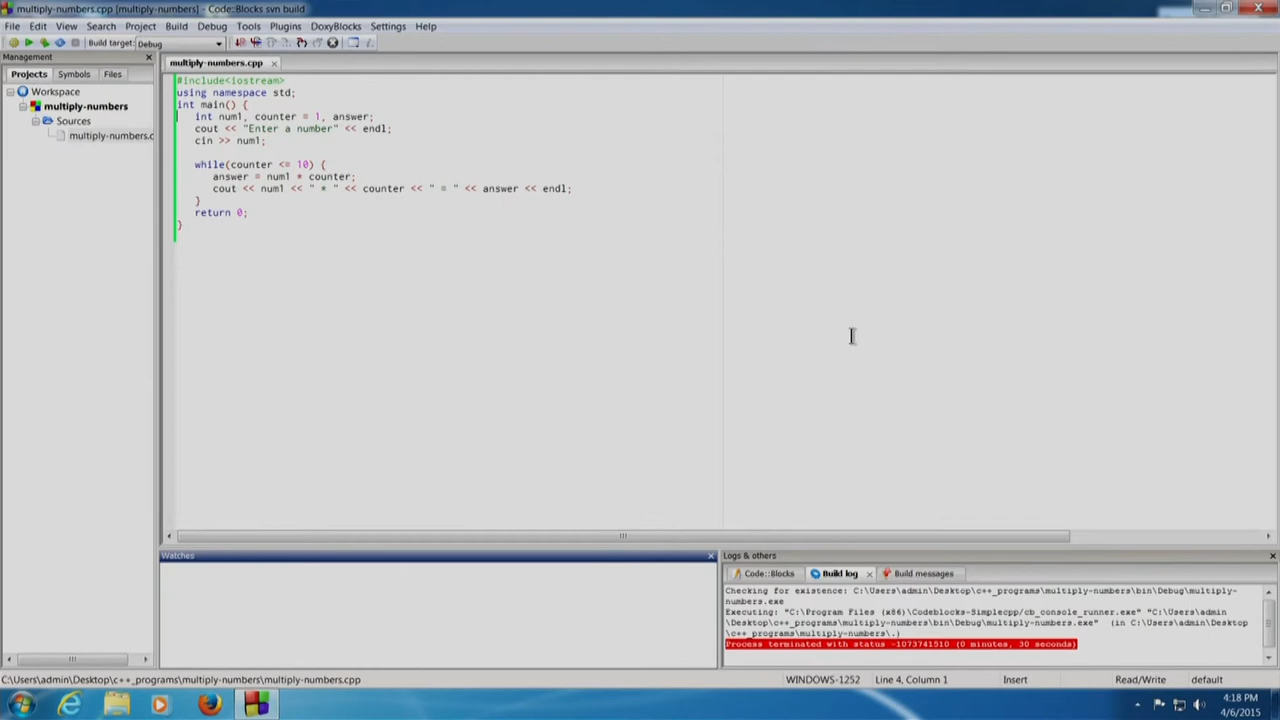 multiply-numbers.cpp [multiply-numbers] - Code::Blocks svn build
File Edit View Search Project Build Debug Tools Plugins DoxyBlocks Settings Help
Build target: Debug
Management
Projects Symbols Files
Workspace
multiply-numbers
Sources
multiply-numbers.c
multiply-numbers.cpp
#include<iostream>
using namespace std;
int main() {
int num1, counter = 1, answer;
cout << "Enter a number" << endl;
cin >> num1;
while(counter <= 10) {
answer = num1 * counter;
cout << num1 << " * " << counter << " = " << answer << endl;
}
return 0;
}
Watches
Logs & others
Code::Blocks Build log Build messages
Checking for existence: C:\Users\admin\Desktop\c++_programs\multiply-numbers\bin\Debug\multiply-
numbers.exe
Executing: "C:\Program Files (x86)\Codeblocks-Simplecpp/cb_console_runner.exe" "C:\Users\admin
\Desktop\c++_programs\multiply-numbers\bin\Debug\multiply-numbers.exe" (in C:\Users\admin\Desktop
\c++_programs\multiply-numbers\.)
Process terminated with status -1073741510 (0 minutes, 30 seconds)
C:\Users\admin\Desktop\c++_programs\multiply-numbers\multiply-numbers.cpp
WINDOWS-1252 Line 4, Column 1 Insert Read/Write default
4:18 PM
4/6/2015